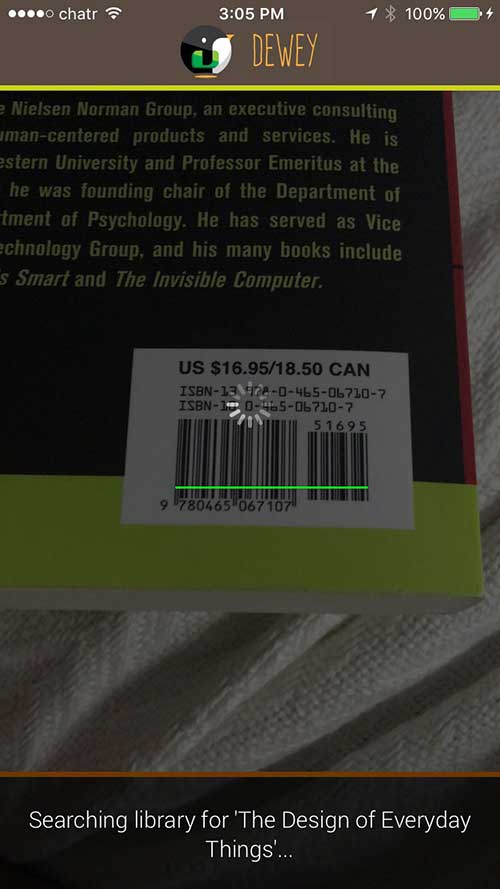 chatr 3:05 PM 100%
DEWEY
e Nielsen Norman Group, an executive consulting
uman-centered products and services. He is
estern University and Professor Emeritus at the
he was founding chair of the Department of
tment of Psychology. He has served as Vice
echnology Group, and his many books include
s Smart and The Invisible Computer.
US $16.95/18.50 CAN
ISBN-13 978-0-465-06710-7
ISBN-10 0-465-06710-7
51695
9 780465 067107
Searching library for 'The Design of Everyday
Things'...